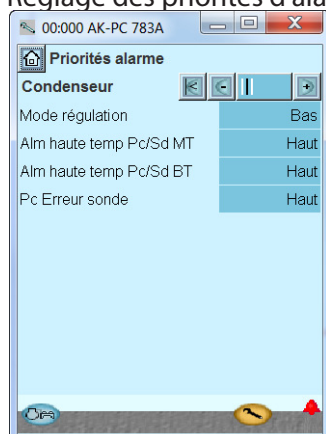 Réglage des priorités d'ala
00:000 AK-PC 783A
Priorités alarme
Condenseur
Mode régulation Bas
Alm haute temp Pc/Sd MT Haut
Alm haute temp Pc/Sd BT Haut
Pc Erreur sonde Haut